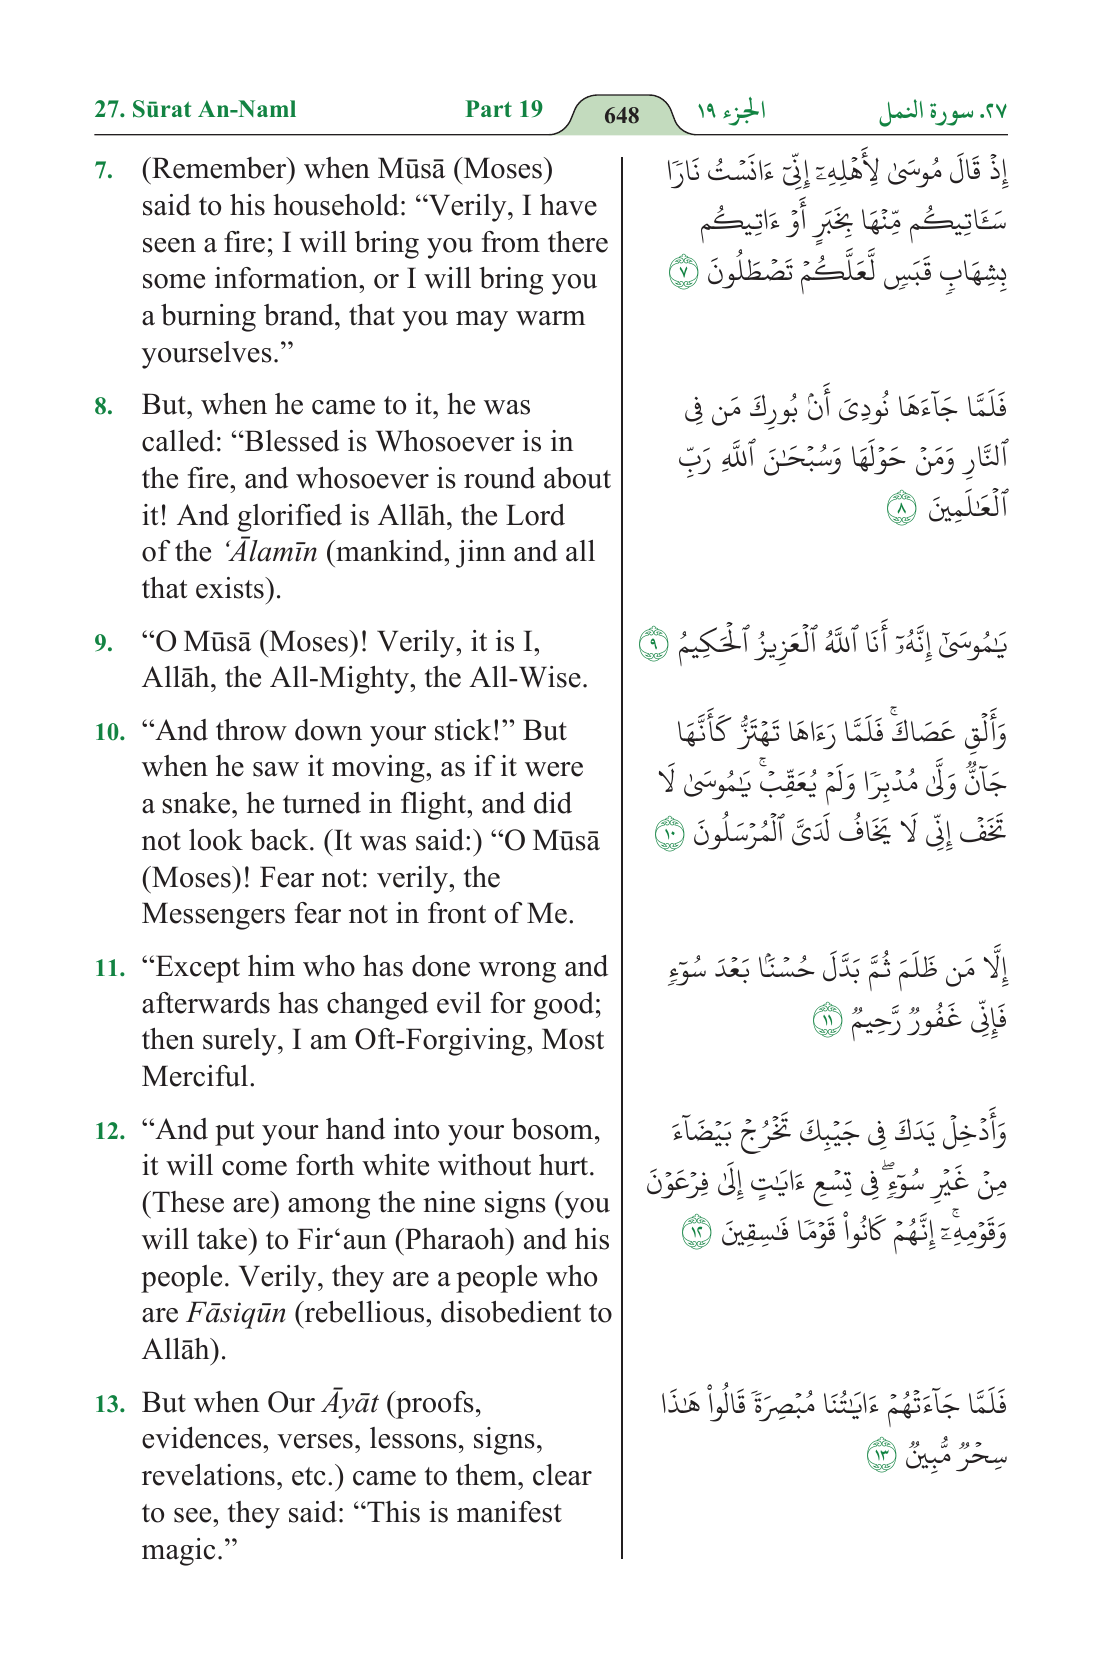 27. Sūrat An-Naml Part 19 648 الجزء ١٩ ٢٧. سورة النمل
7. (Remember) when Mūsā (Moses)
said to his household: “Verily, I have
seen a fire; I will bring you from there
some information, or I will bring you
a burning brand, that you may warm
yourselves.”
إِذۡ قَالَ مُوسَىٰ لِأَهۡلِهِۦٓ إِنِّيٓ ءَانَسۡتُ نَارٗا
سَـَٔاتِيكُم مِّنۡهَا بِخَبَرٍ أَوۡ ءَاتِيكُم
بِشِهَابٖ قَبَسٖ لَّعَلَّكُمۡ تَصۡطَلُونَ ٧
8. But, when he came to it, he was
called: “Blessed is Whosoever is in
the fire, and whosoever is round about
it! And glorified is Allāh, the Lord
of the ‘Ālamīn (mankind, jinn and all
that exists).
فَلَمَّا جَآءَهَا نُودِيَ أَنۢ بُورِكَ مَن فِي
ٱلنَّارِ وَمَنۡ حَوۡلَهَا وَسُبۡحَٰنَ ٱللَّهِ رَبِّ
ٱلۡعَٰلَمِينَ ٨
9. “O Mūsā (Moses)! Verily, it is I,
Allāh, the All-Mighty, the All-Wise.
يَٰمُوسَىٰٓ إِنَّهُۥٓ أَنَا ٱللَّهُ ٱلۡعَزِيزُ ٱلۡحَكِيمُ ٩
10. “And throw down your stick!” But
when he saw it moving, as if it were
a snake, he turned in flight, and did
not look back. (It was said:) “O Mūsā
(Moses)! Fear not: verily, the
Messengers fear not in front of Me.
وَأَلۡقِ عَصَاكَۚ فَلَمَّا رَءَاهَا تَهۡتَزُّ كَأَنَّهَا
جَآنّٞ وَلَّىٰ مُدۡبِرٗا وَلَمۡ يُعَقِّبۡۚ يَٰمُوسَىٰ لَا
تَخَفۡ إِنِّي لَا يَخَافُ لَدَيَّ ٱلۡمُرۡسَلُونَ ١٠
11. “Except him who has done wrong and
afterwards has changed evil for good;
then surely, I am Oft-Forgiving, Most
Merciful.
إِلَّا مَن ظَلَمَ ثُمَّ بَدَّلَ حُسۡنَۢا بَعۡدَ سُوٓءٖ
فَإِنِّي غَفُورٞ رَّحِيمٞ ١١
12. “And put your hand into your bosom,
it will come forth white without hurt.
(These are) among the nine signs (you
will take) to Fir‘aun (Pharaoh) and his
people. Verily, they are a people who
are Fāsiqūn (rebellious, disobedient to
Allāh).
وَأَدۡخِلۡ يَدَكَ فِي جَيۡبِكَ تَخۡرُجۡ بَيۡضَآءَ
مِنۡ غَيۡرِ سُوٓءٖۖ فِي تِسۡعِ ءَايَٰتٍ إِلَىٰ فِرۡعَوۡنَ
وَقَوۡمِهِۦٓۚ إِنَّهُمۡ كَانُواْ قَوۡمٗا فَٰسِقِينَ ١٢
13. But when Our Āyāt (proofs,
evidences, verses, lessons, signs,
revelations, etc.) came to them, clear
to see, they said: “This is manifest
magic.”
فَلَمَّا جَآءَتۡهُمۡ ءَايَٰتُنَا مُبۡصِرَةٗ قَالُواْ هَٰذَا
سِحۡرٞ مُّبِينٞ ١٣